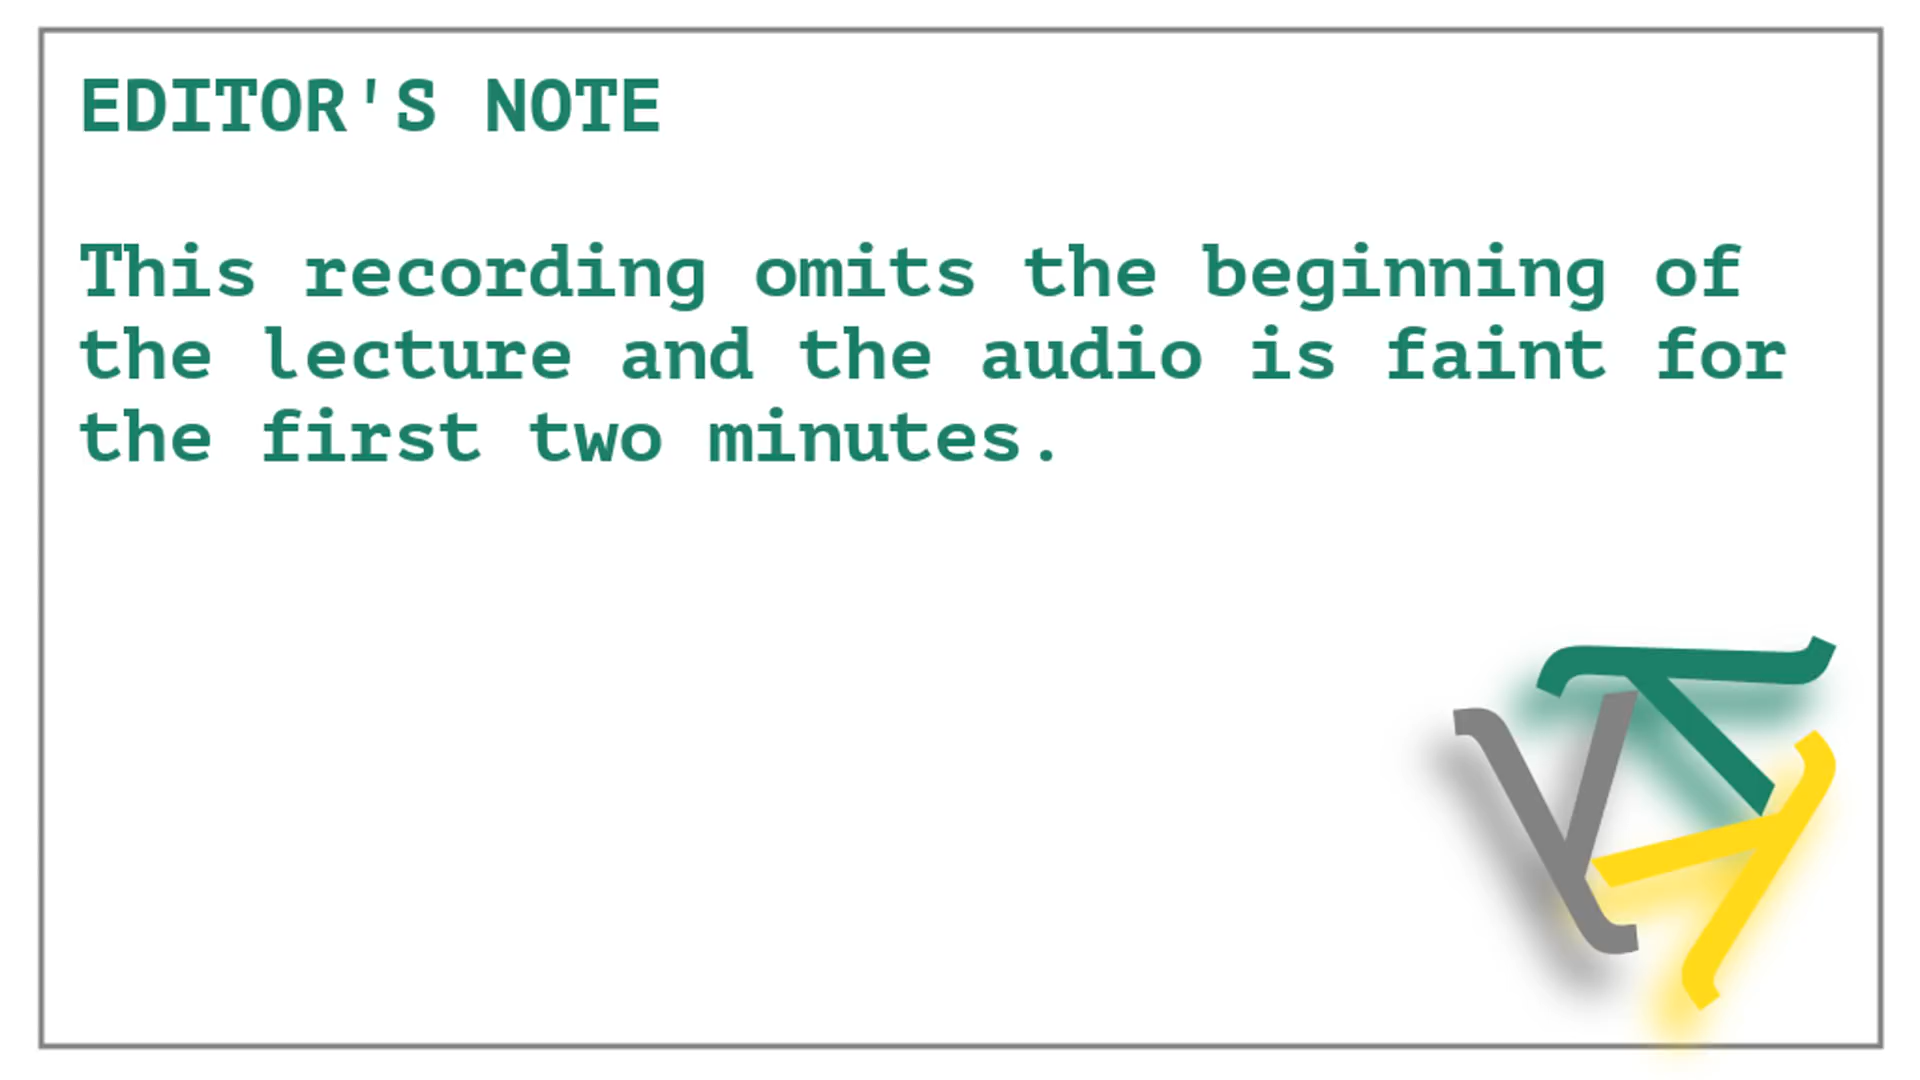 EDITOR'S NOTE
This recording omits the beginning of
the lecture and the audio is faint for
the first two minutes.